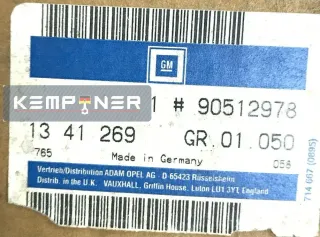 GM
KEMPTNER
1 # 90512978
13 41 269 GR.01.050
765 Made in Germany 056
Vertrieb/Distribution ADAM OPEL AG - D 65423 Rüsselsheim
Distrib. in the U.K. VAUXHALL, Griffin House, Luton LU1 3YT, England
714 607 (0895)